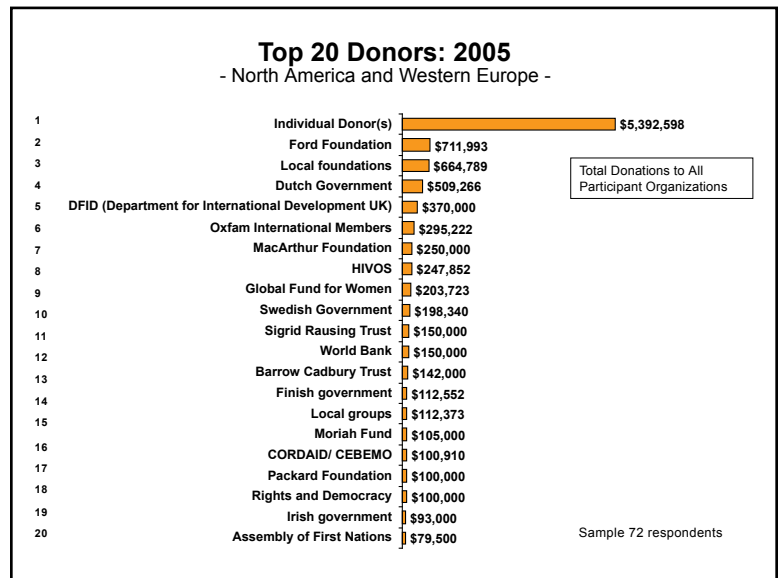 Top 20 Donors: 2005
- North America and Western Europe -
1 Individual Donor(s) $5,392,598
2 Ford Foundation $711,993
3 Local foundations $664,789
Total Donations to All
Participant Organizations
4 Dutch Government $509,266
5 DFID (Department for International Development UK) $370,000
6 Oxfam International Members $295,222
7 MacArthur Foundation $250,000
8 HIVOS $247,852
9 Global Fund for Women $203,723
10 Swedish Government $198,340
11 Sigrid Rausing Trust $150,000
12 World Bank $150,000
13 Barrow Cadbury Trust $142,000
14 Finish government $112,552
15 Local groups $112,373
Moriah Fund $105,000
16 CORDAID/ CEBEMO $100,910
17 Packard Foundation $100,000
18 Rights and Democracy $100,000
19 Irish government $93,000
20 Assembly of First Nations $79,500
Sample 72 respondents